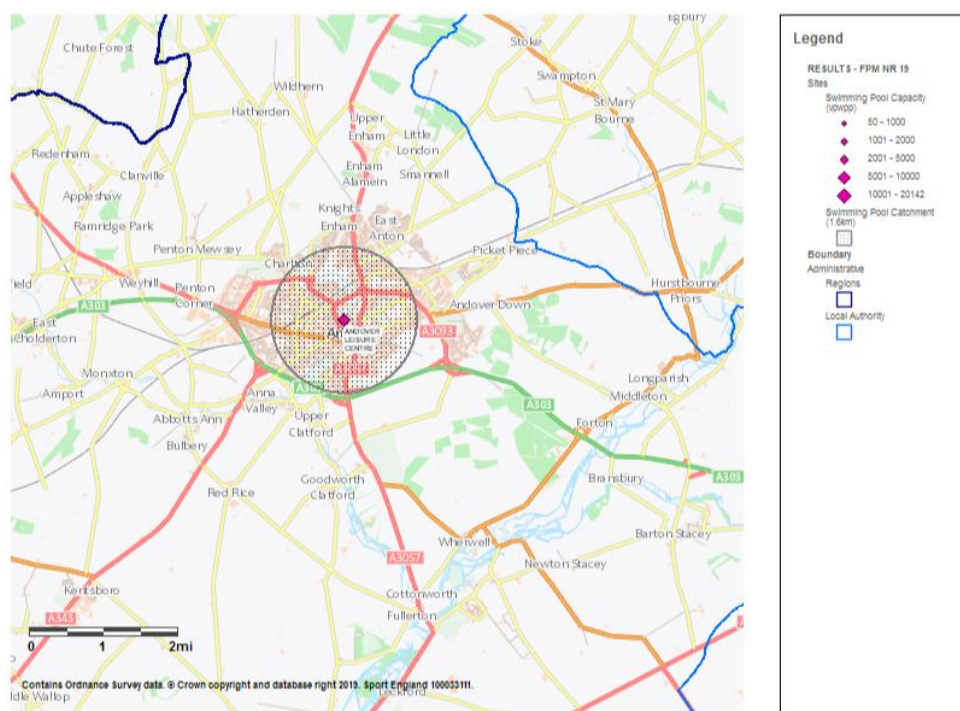 Egbury
Chute Forest
Stoke
Wildhern
Swampton
Hatherden
St Mary
Bourne
Upper
Enham
Little
London
Redenham
Clanville
Enham
Alamein
Smannell
Appleshaw
Knights
Enham
East
Anton
Ramridge Park
Penton Mewsey
Picket Piece
Weyhill
Penton
Corner
Andover Down
Hurstbourne
Priors
A303
East
A3093
ANDOVER
LEISURE
CENTRE
Monxton
Longparish
Amport
Anna
Valley
Middleton
Abbotts Ann
Upper
Clatford
A303
Forton
Bulbery
Goodworth
Clatford
Bransbury
A303
Red Rice
Barton Stacey
Wherwell
A3057
Newton Stacey
Kentsboro
Cottonworth
Fullerton
A343
0 1 2mi
Contains Ordnance Survey data. © Crown copyright and database right 2019. Sport England 100033111.
Leckford
Legend
RESULTS - FPM NR 19
Sites
Swimming Pool Capacity
(vpwpp)
50 - 1000
1001 - 2000
2001 - 5000
5001 - 10000
10001 - 20142
Swimming Pool Catchment
(1.6km)
Boundary
Administrative
Regions
Local Authority